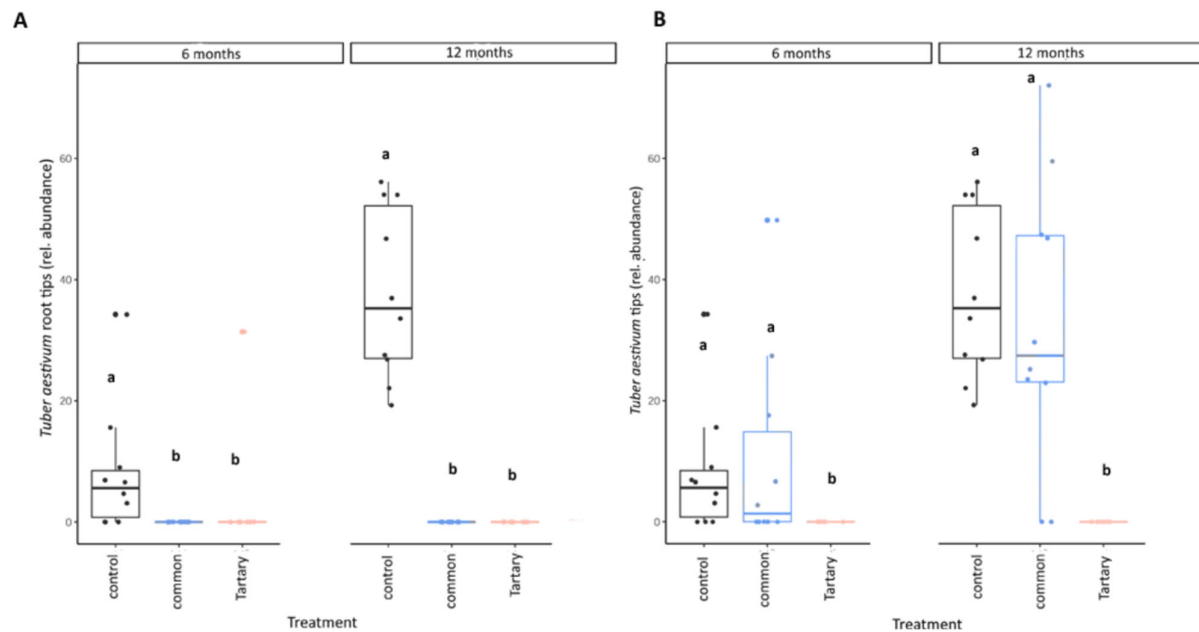 A
6 months
12 months
Tuber aestivum root tips (rel. abundance)
60
40
20
0
a
b
b
a
b
b
control
common
Tartary
control
common
Tartary
Treatment
B
6 months
12 months
Tuber aestivum tips (rel. abundance)
60
40
20
0
a
a
b
a
a
b
control
common
Tartary
control
common
Tartary
Treatment